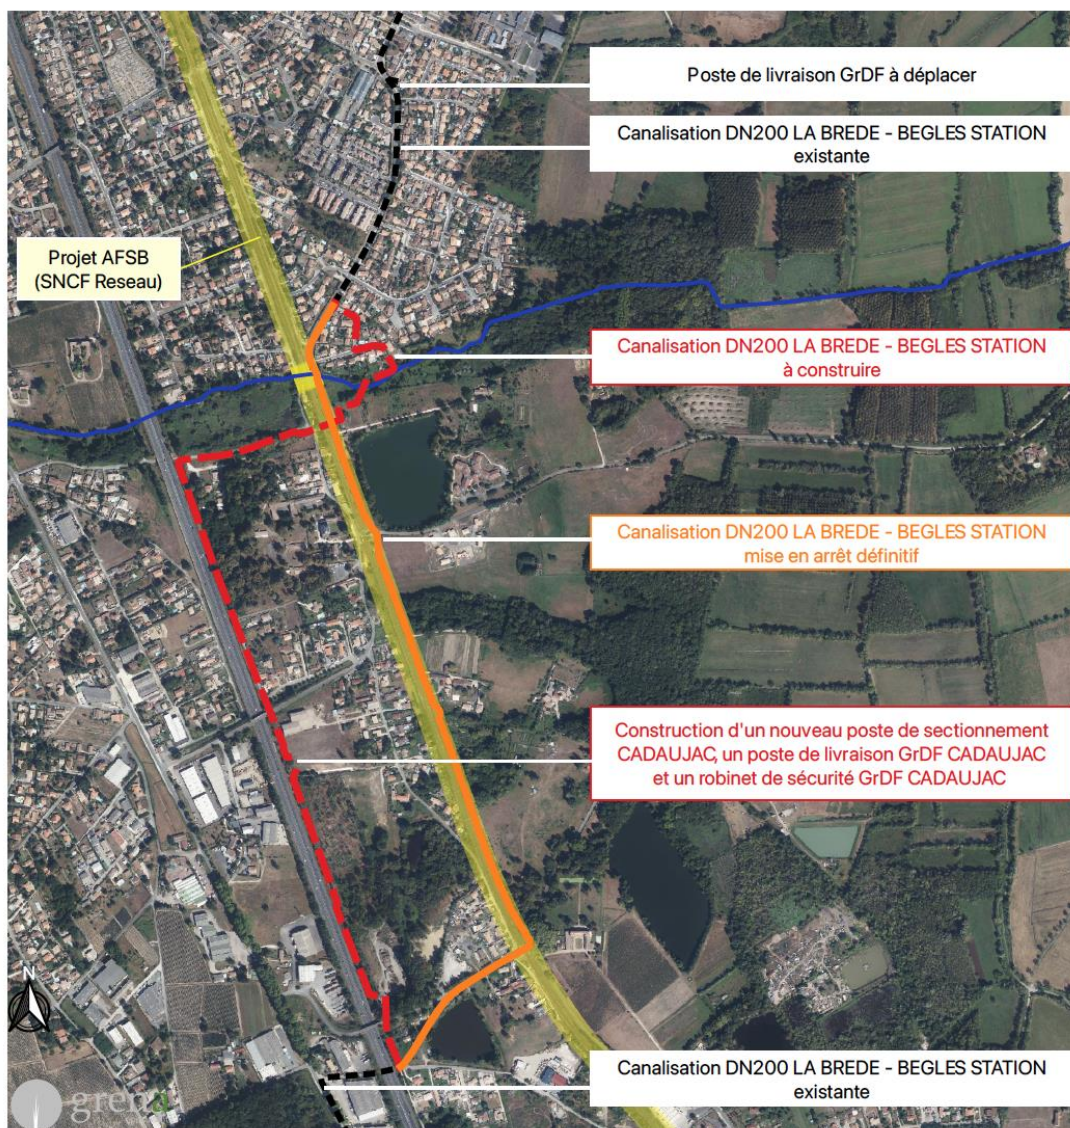 Poste de livraison GrDF à déplacer
Canalisation DN200 LA BREDE - BEGLES STATION
existante
Projet AFSB
(SNCF Reseau)
Canalisation DN200 LA BREDE - BEGLES STATION
à construire
Canalisation DN200 LA BREDE - BEGLES STATION
mise en arrêt définitif
Construction d'un nouveau poste de sectionnement
CADAUJAC, un poste de livraison GrDF CADAUJAC
et un robinet de sécurité GrDF CADAUJAC
N
Canalisation DN200 LA BREDE - BEGLES STATION
existante
grena